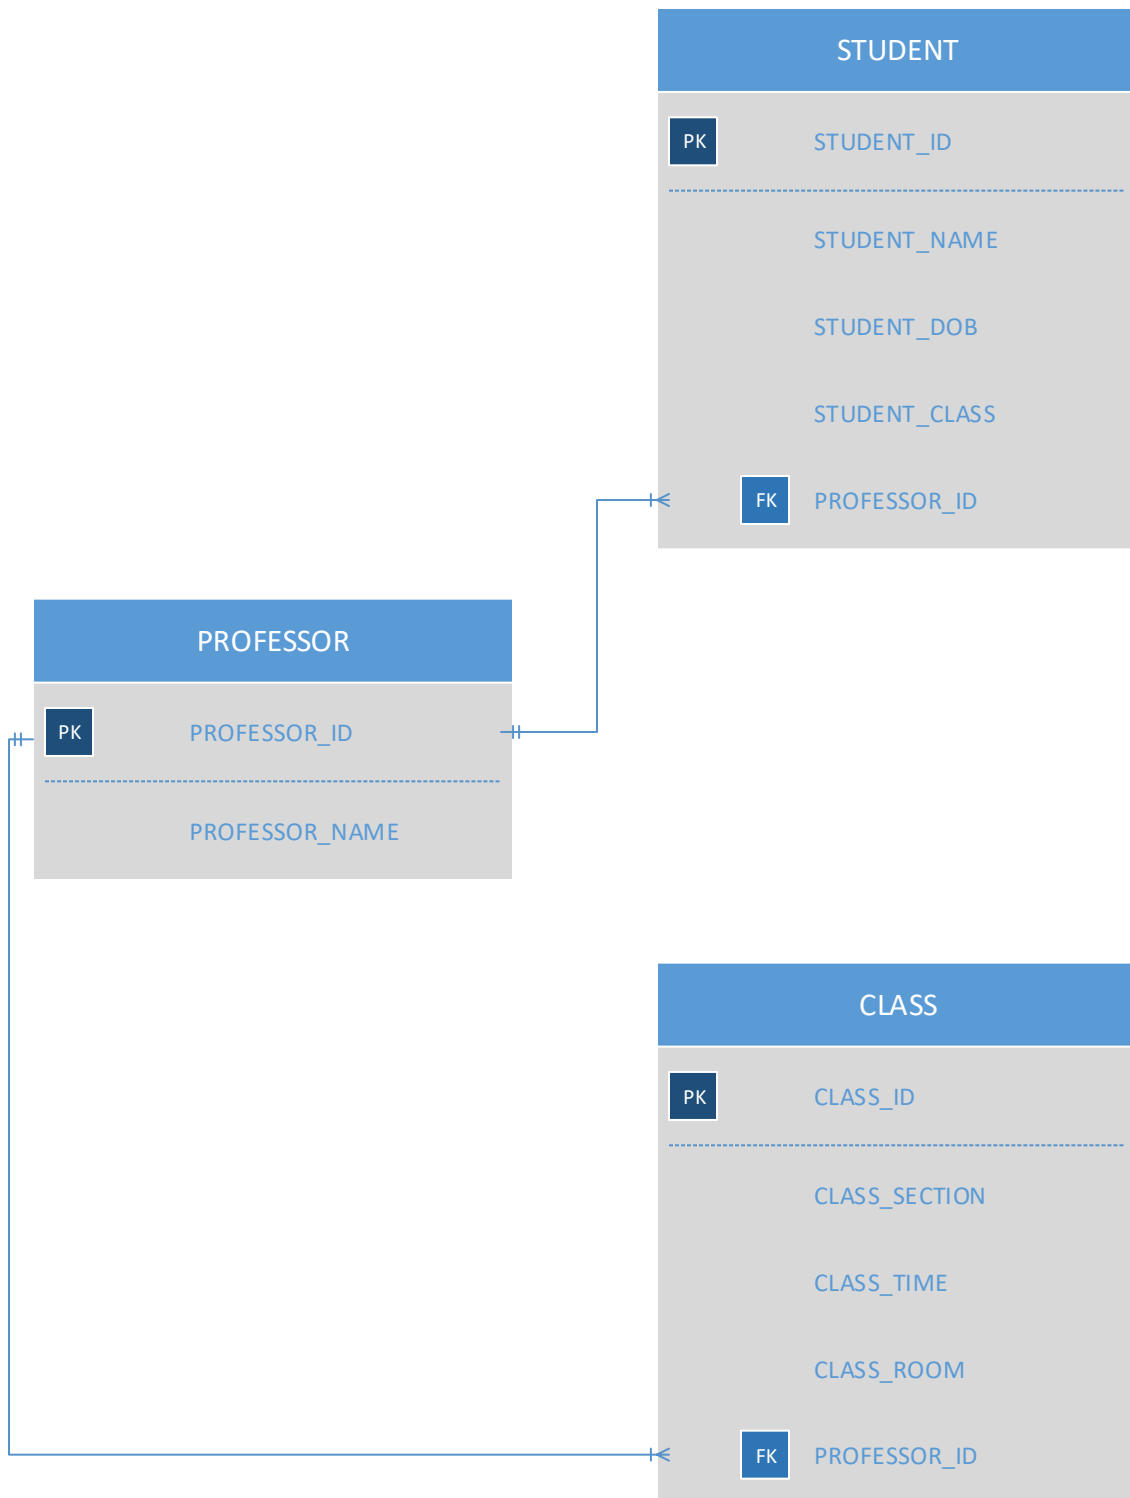 STUDENT
PK STUDENT_ID
STUDENT_NAME
STUDENT_DOB
STUDENT_CLASS
FK PROFESSOR_ID
PROFESSOR
PK PROFESSOR_ID
PROFESSOR_NAME
CLASS
PK CLASS_ID
CLASS_SECTION
CLASS_TIME
CLASS_ROOM
FK PROFESSOR_ID